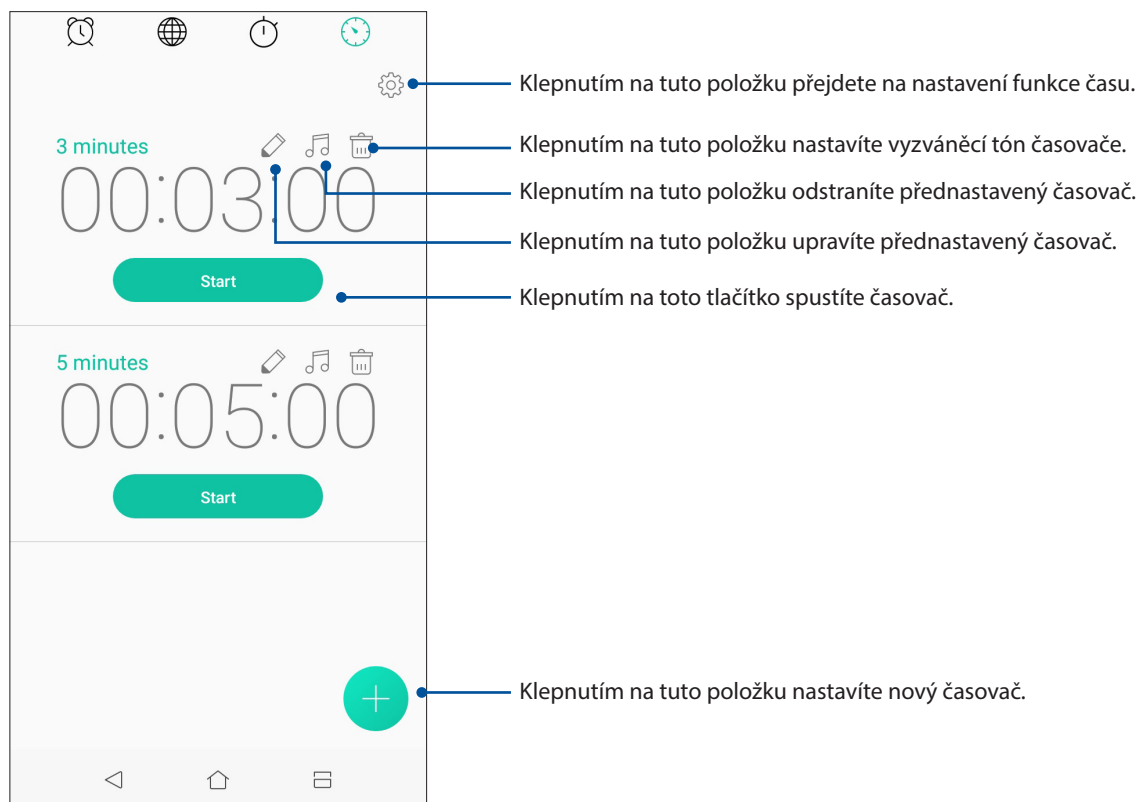 Klepnutím na tuto položku přejdete na nastavení funkce času.
3 minutes
Klepnutím na tuto položku nastavíte vyzváněcí tón časovače.
00:03:00
Klepnutím na tuto položku odstraníte přednastavený časovač.
Klepnutím na tuto položku upravíte přednastavený časovač.
Start
Klepnutím na toto tlačítko spustíte časovač.
5 minutes
00:05:00
Start
Klepnutím na tuto položku nastavíte nový časovač.